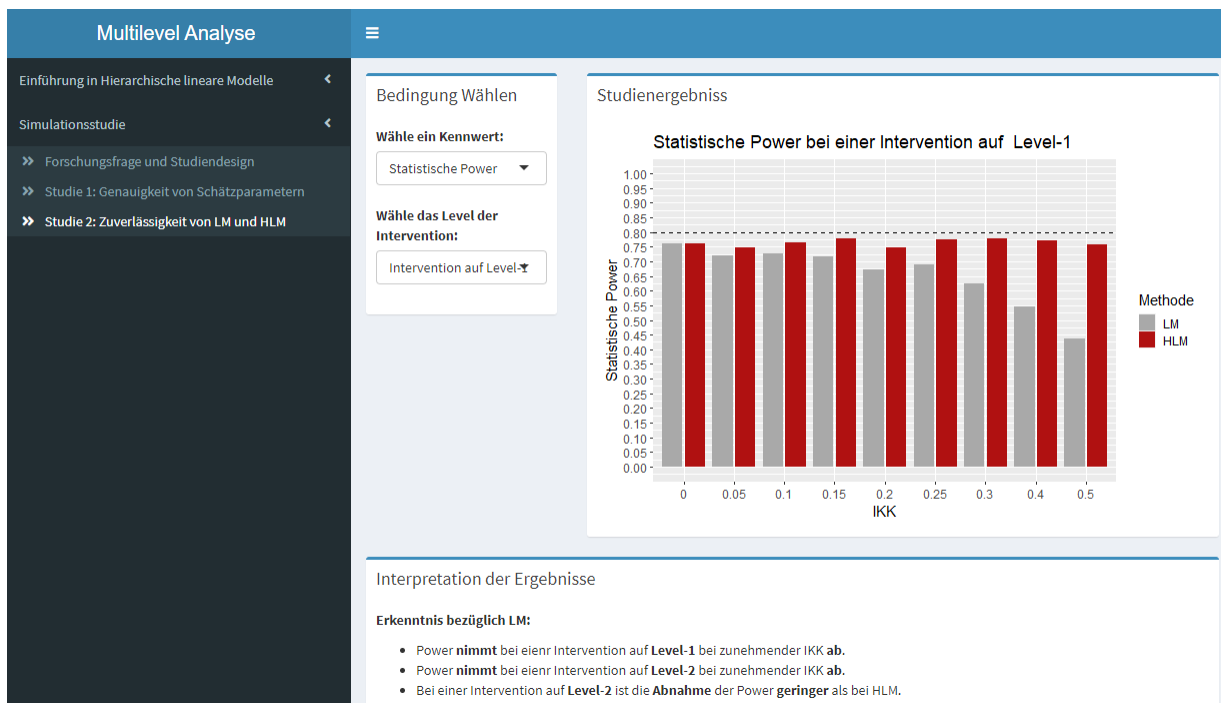 Multilevel Analyse
Einführung in Hierarchische lineare Modelle
Simulationsstudie
Forschungsfrage und Studiendesign
Studie 1: Genauigkeit von Schätzparametern
Studie 2: Zuverlässigkeit von LM und HLM
Bedingung Wählen
Wähle ein Kennwert:
Statistische Power
Wähle das Level der
Intervention:
Intervention auf Level-1
Studienergebniss
Statistische Power bei einer Intervention auf Level-1
Statistische Power
1.00
0.95
0.90
0.85
0.80
0.75
0.70
0.65
0.60
0.55
0.50
0.45
0.40
0.35
0.30
0.25
0.20
0.15
0.10
0.05
0.00
0 0.05 0.1 0.15 0.2 0.25 0.3 0.4 0.5
IKK
Methode
LM
HLM
Interpretation der Ergebnisse
Erkenntnis bezüglich LM:
Power nimmt bei eienr Intervention auf Level-1 bei zunehmender IKK ab.
Power nimmt bei eienr Intervention auf Level-2 bei zunehmender IKK ab.
Bei einer Intervention auf Level-2 ist die Abnahme der Power geringer als bei HLM.